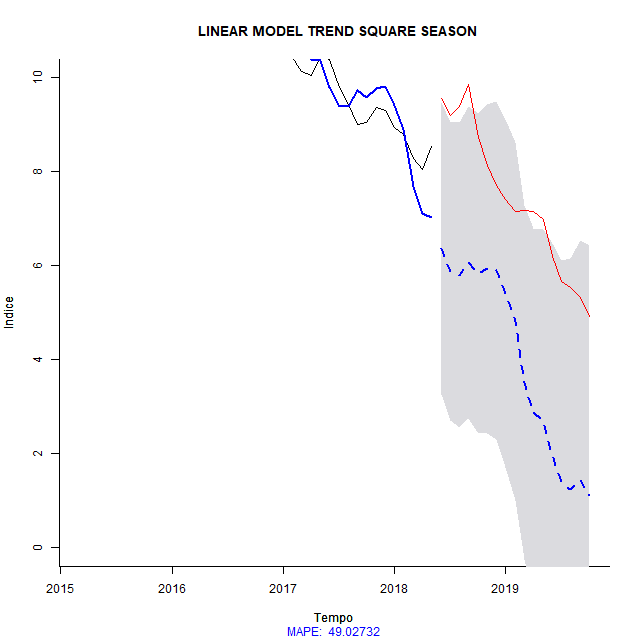 LINEAR MODEL TREND SQUARE SEASON
10
8
6
4
2
0
Indice
2015 2016 2017 2018 2019
Tempo
MAPE: 49.02732